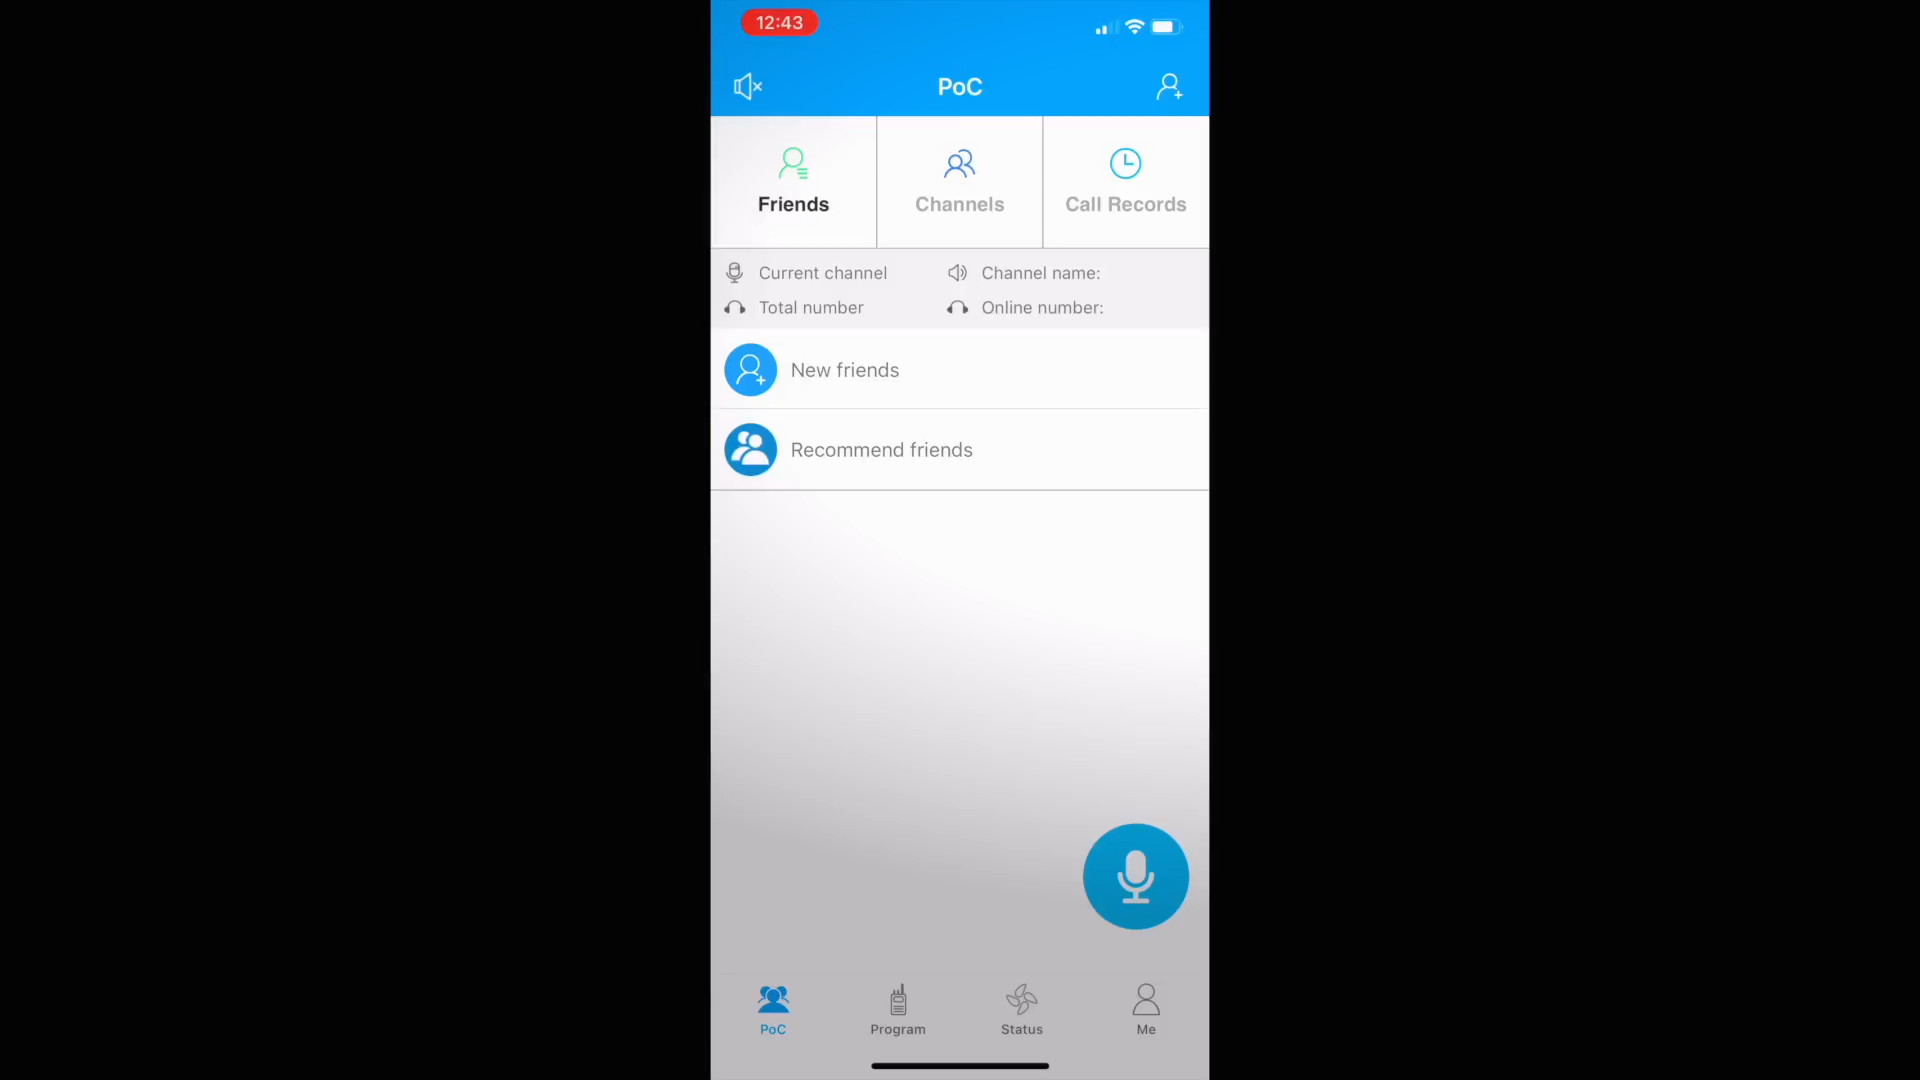 12:43
PoC
Friends
Channels
Call Records
Current channel
Channel name:
Total number
Online number:
New friends
Recommend friends
PoC
Program
Status
Me